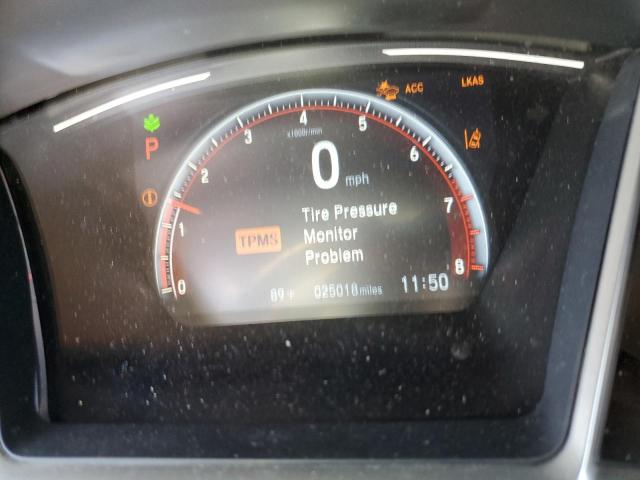 ACC
LKAS
P
x1000r/min
0 1 2 3 4 5 6 7 8
0 mph
TPMS
Tire Pressure
Monitor
Problem
89°F 025018 miles 11:50